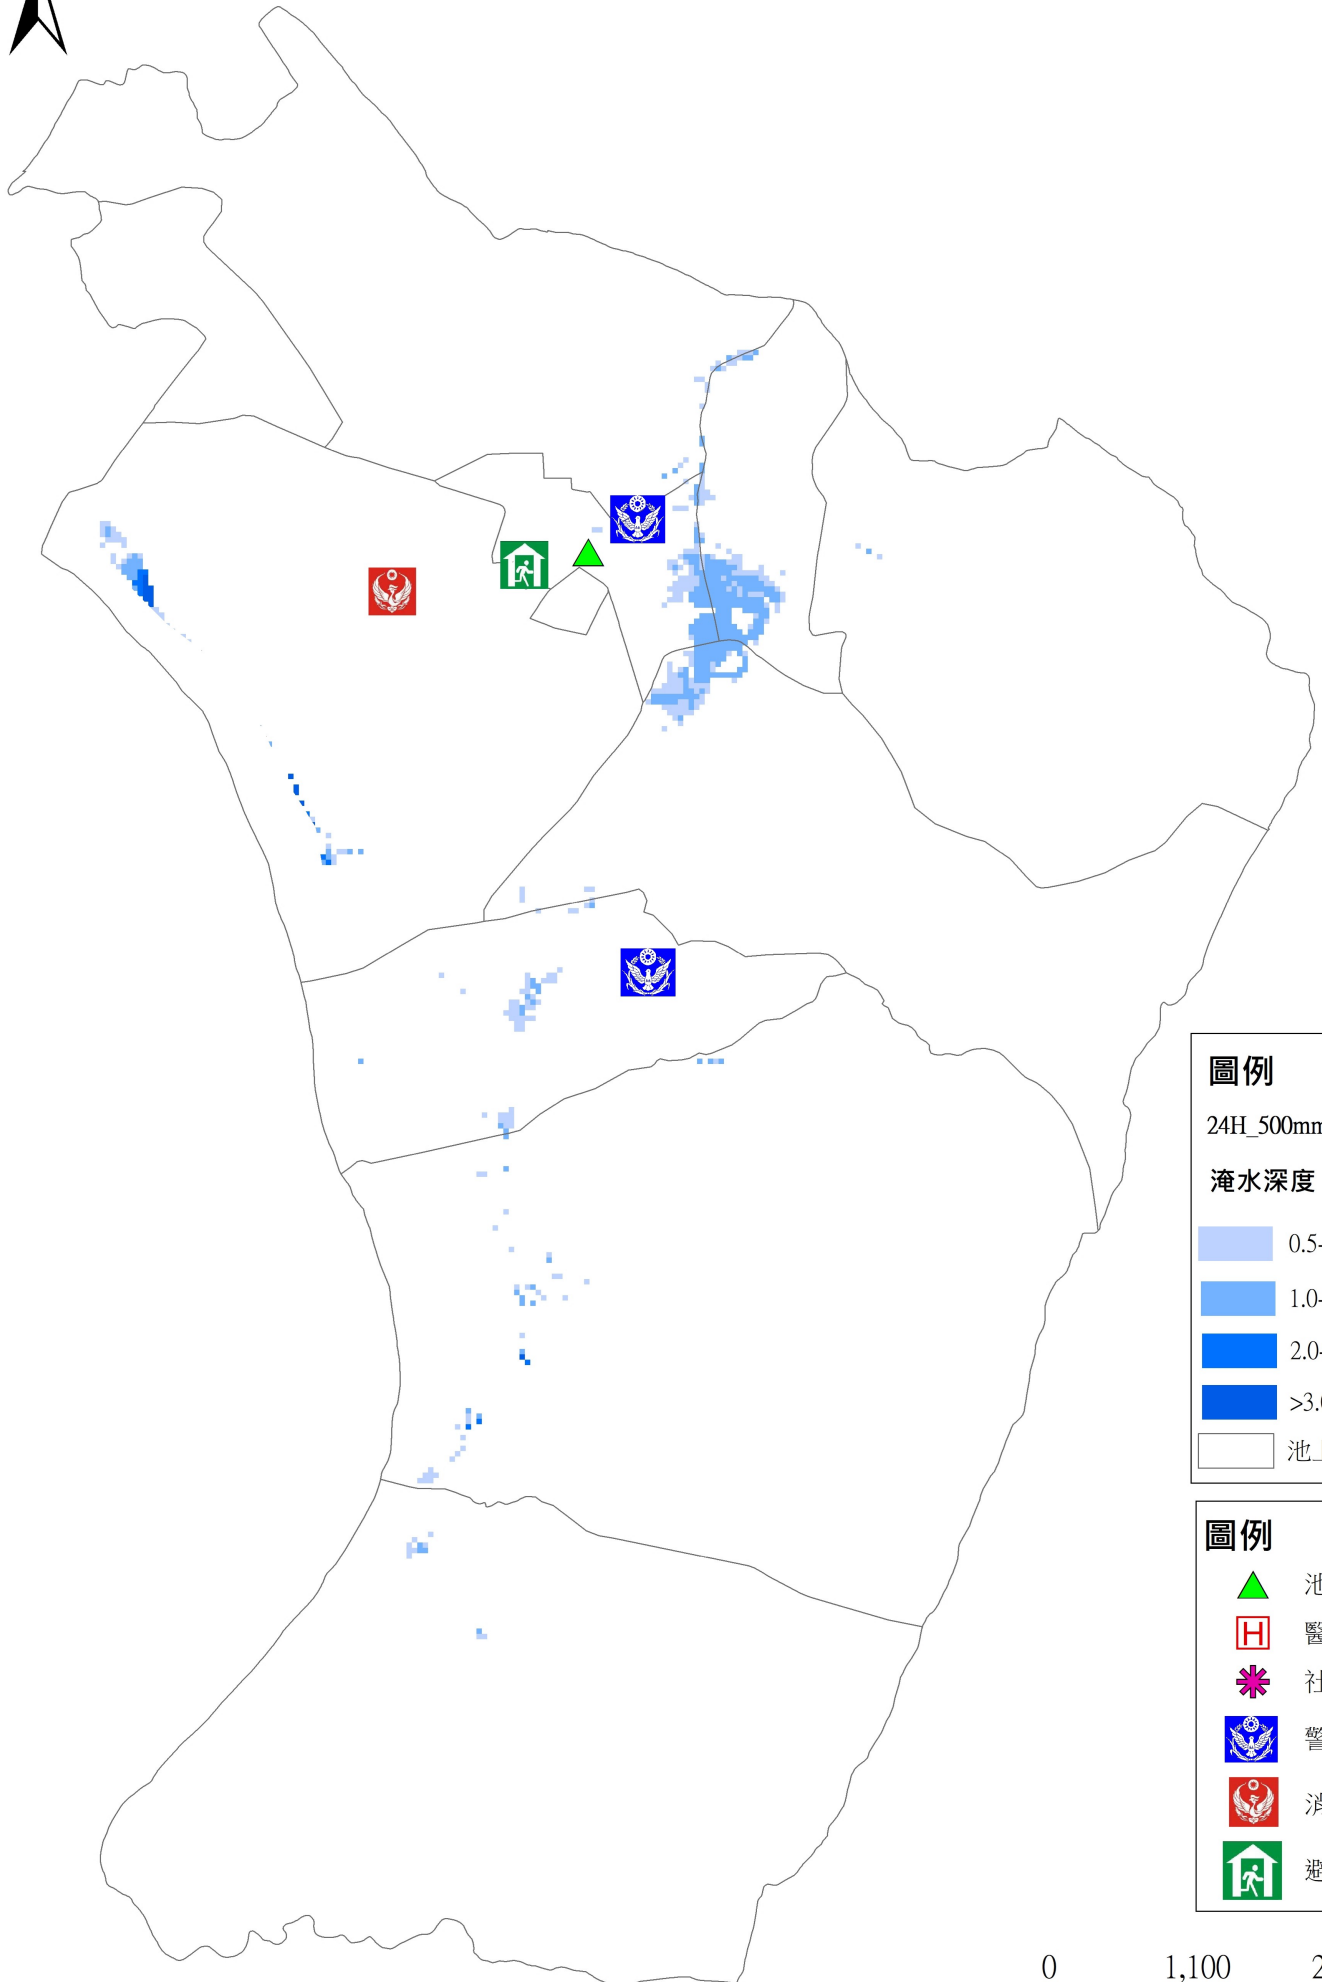 圖例
24H_500mm
淹水深度
0.5-
1.0-
2.0-
>3.
池
圖例
池
H 醫
社
警
消
避
0 1,100 2